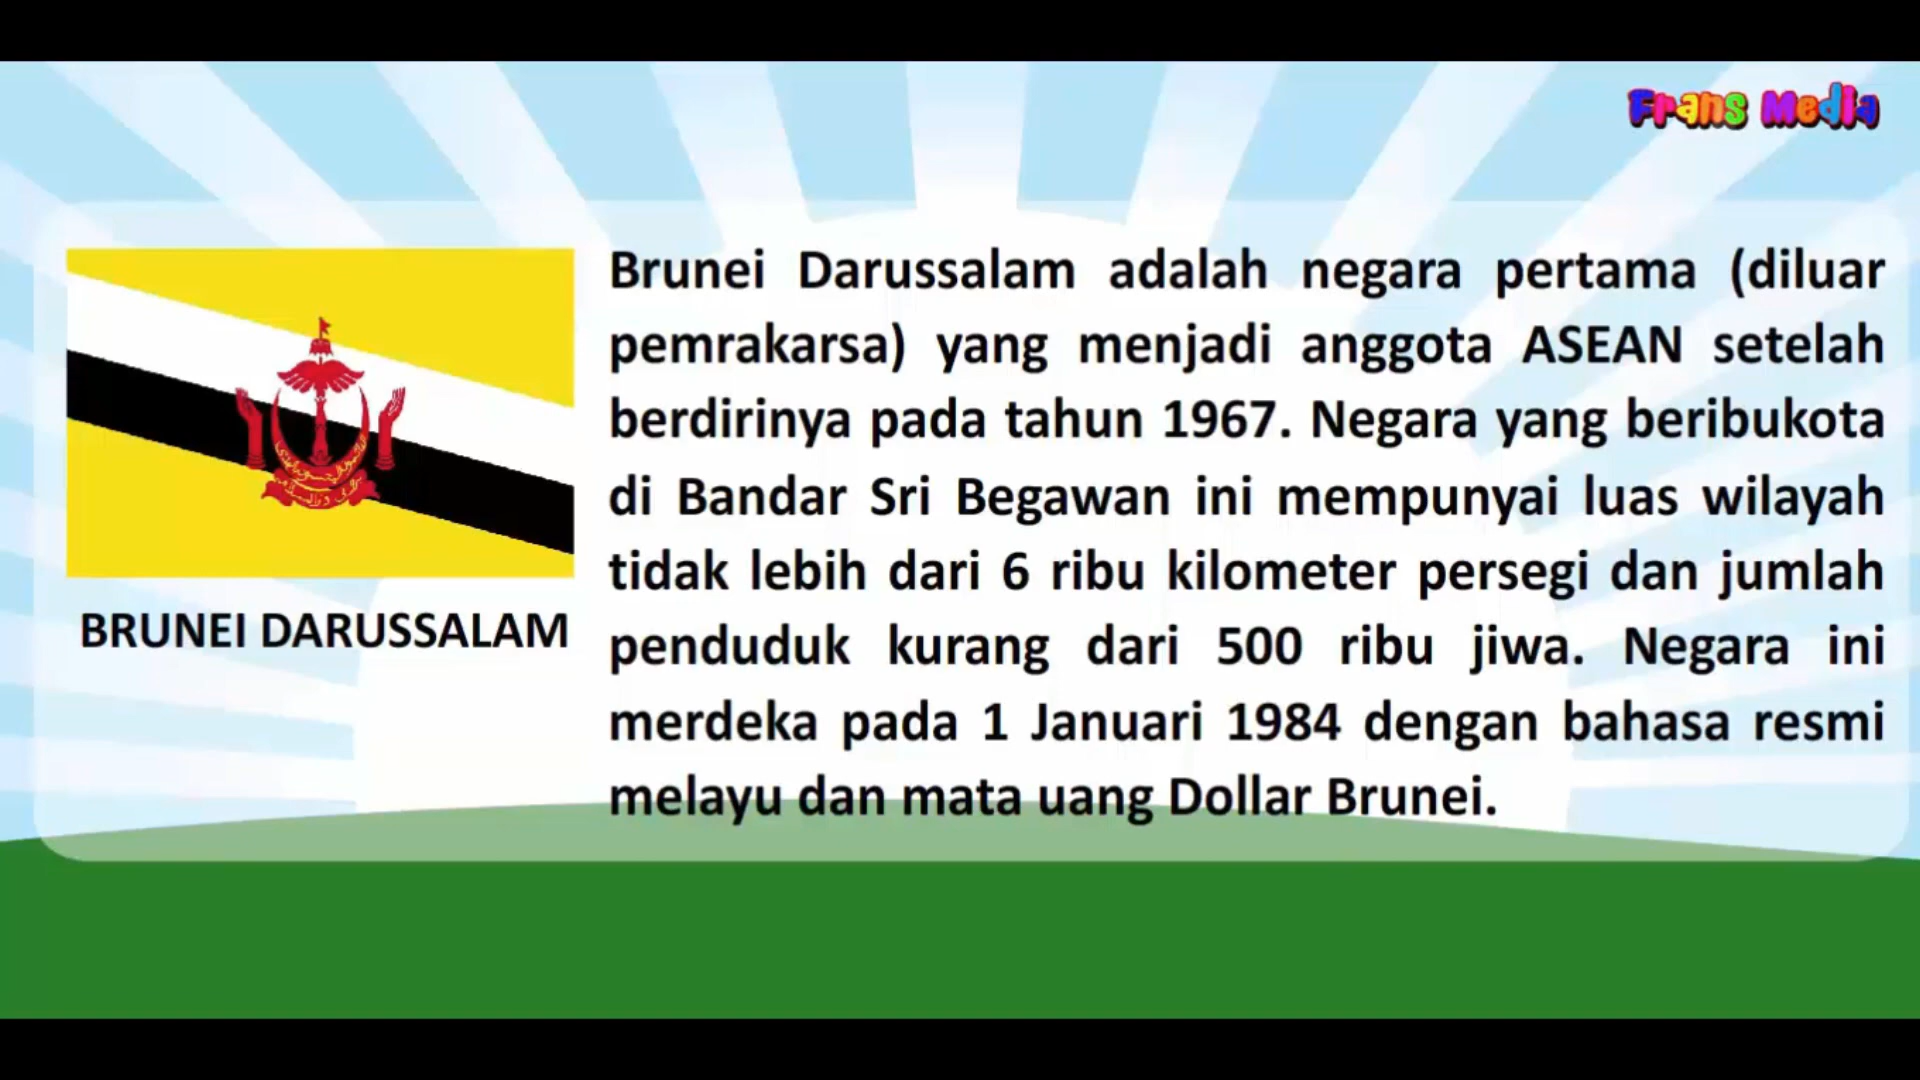 Frans Media
Brunei Darussalam adalah negara pertama (diluar
pemrakarsa) yang menjadi anggota ASEAN setelah
berdirinya pada tahun 1967. Negara yang beribukota
di Bandar Sri Begawan ini mempunyai luas wilayah
tidak lebih dari 6 ribu kilometer persegi dan jumlah
penduduk kurang dari 500 ribu jiwa. Negara ini
merdeka pada 1 Januari 1984 dengan bahasa resmi
melayu dan mata uang Dollar Brunei.
BRUNEI DARUSSALAM